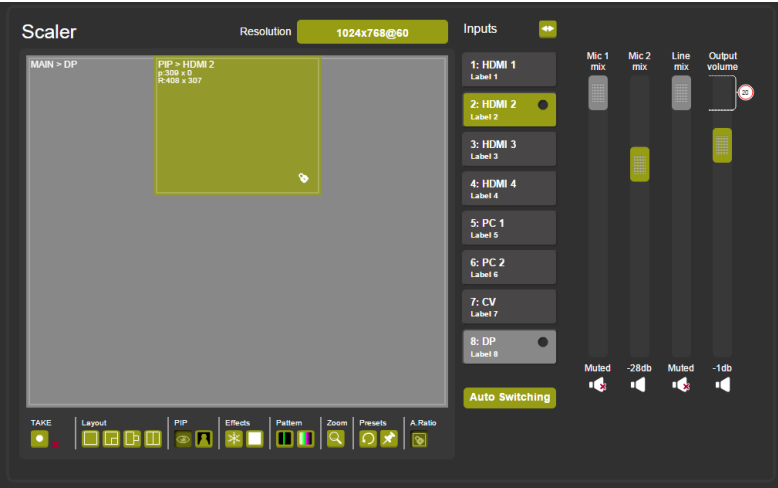 Scaler
Resolution
1024x768@60
MAIN > DP
PIP > HDMI 2
p:309 x 0
R:408 x 307
TAKE
Layout
PIP
Effects
Pattern
Zoom
Presets
A.Ratio
Inputs
1: HDMI 1
Label 1
2: HDMI 2
Label 2
3: HDMI 3
Label 3
4: HDMI 4
Label 4
5: PC 1
Label 5
6: PC 2
Label 6
7: CV
Label 7
8: DP
Label 8
Auto Switching
Mic 1
mix
Mic 2
mix
Line
mix
Output
volume
20
Muted
-28db
Muted
-1db